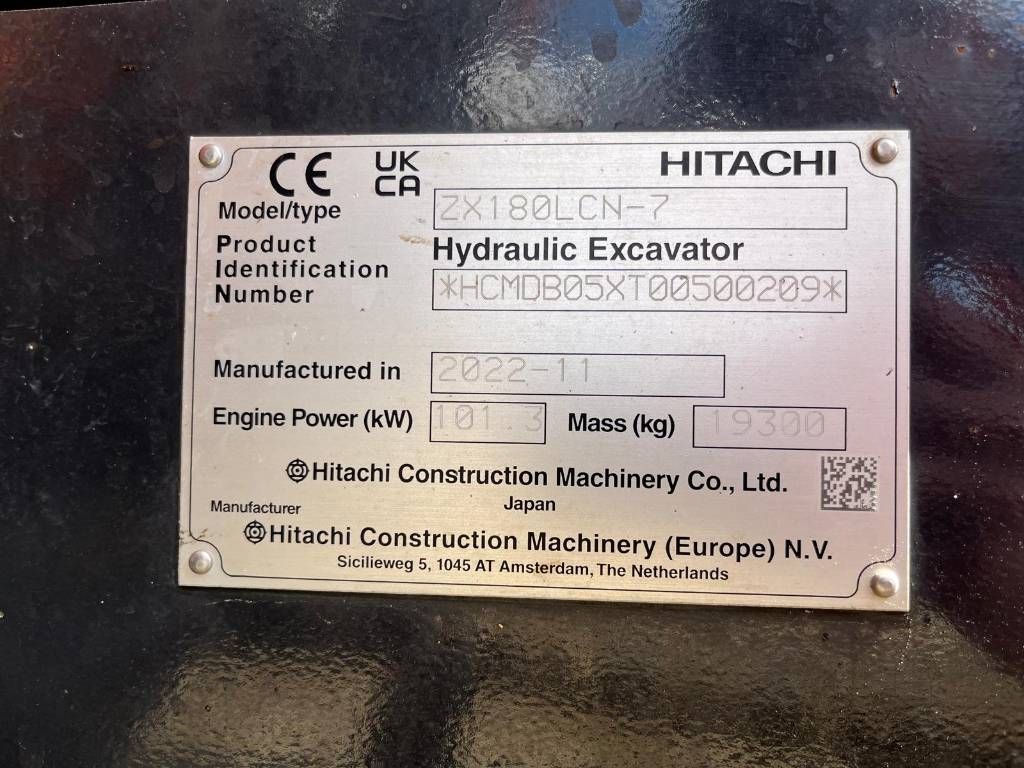 CE UK CA HITACHI
Model/type ZX180LCN-7
Product Hydraulic Excavator
Identification
Number *HCMDB05XT00500209*
Manufactured in 2022-11
Engine Power (kW) 101.3 Mass (kg) 19300
Hitachi Construction Machinery Co., Ltd.
Japan
Manufacturer
Hitachi Construction Machinery (Europe) N.V.
Sicilieweg 5, 1045 AT Amsterdam, The Netherlands